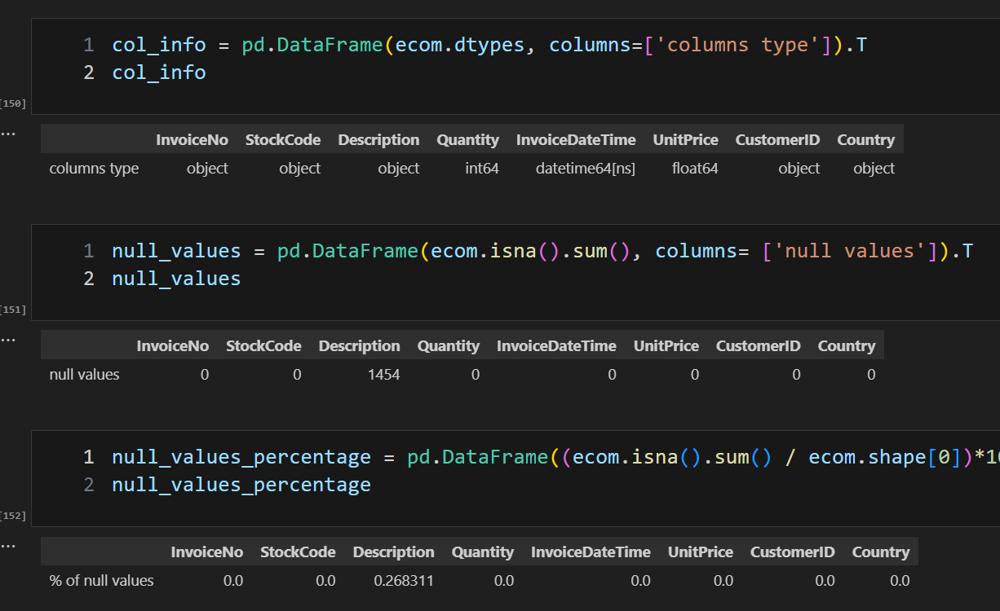 1 col_info = pd.DataFrame(ecom.dtypes, columns=['columns type']).T
2 col_info
[150]
...
InvoiceNo StockCode Description Quantity InvoiceDateTime UnitPrice CustomerID Country
columns type object object object int64 datetime64[ns] float64 object object
1 null_values = pd.DataFrame(ecom.isna().sum(), columns= ['null values']).T
2 null_values
[151]
...
InvoiceNo StockCode Description Quantity InvoiceDateTime UnitPrice CustomerID Country
null values 0 0 1454 0 0 0 0 0
1 null_values_percentage = pd.DataFrame((ecom.isna().sum() / ecom.shape[0])*1
2 null_values_percentage
[152]
...
InvoiceNo StockCode Description Quantity InvoiceDateTime UnitPrice CustomerID Country
% of null values 0.0 0.0 0.268311 0.0 0.0 0.0 0.0 0.0